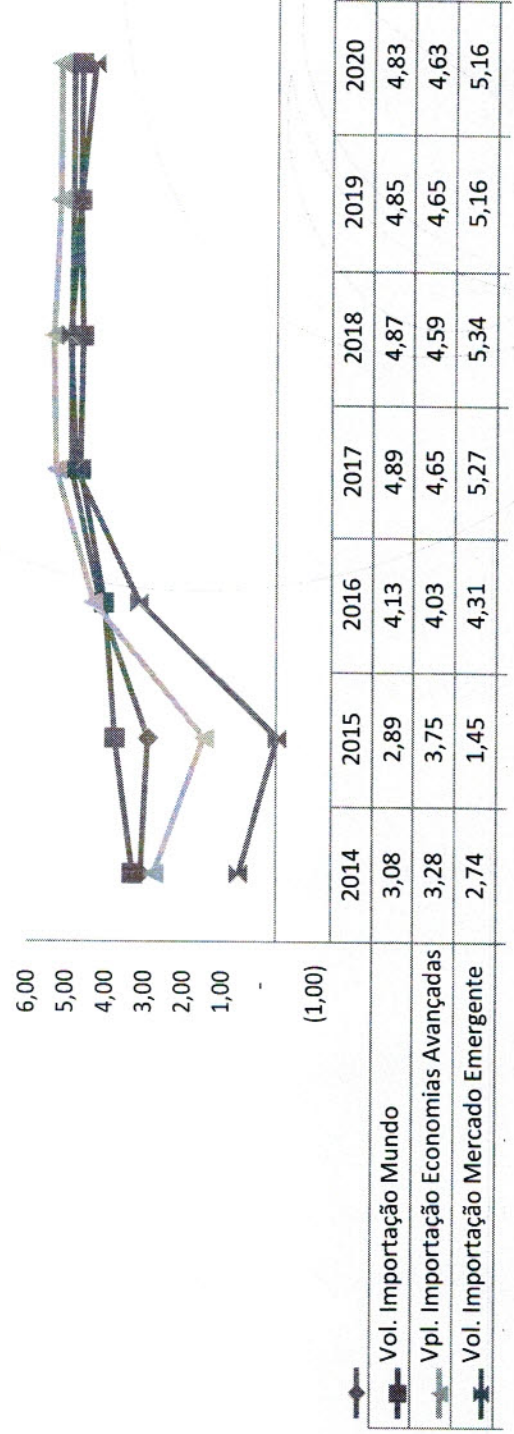 6,00
5,00
4,00
3,00
2,00
1,00
-
(1,00)
2014 2015 2016 2017 2018 2019 2020
Vol. Importação Mundo 3,08 2,89 4,13 4,89 4,87 4,85 4,83
Vpl. Importação Economias Avançadas 3,28 3,75 4,03 4,65 4,59 4,65 4,63
Vol. Importação Mercado Emergente 2,74 1,45 4,31 5,27 5,34 5,16 5,16